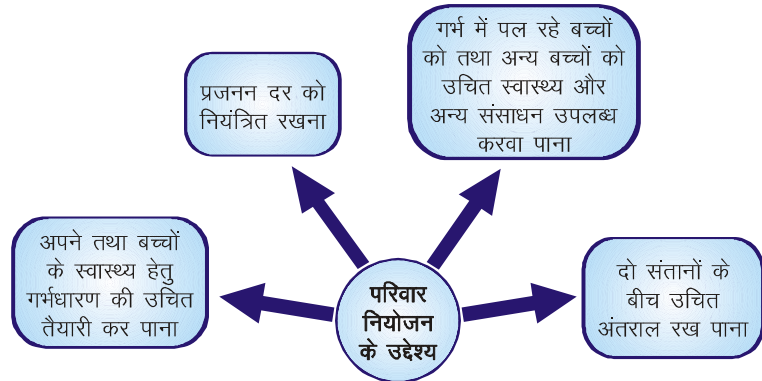 गर्भ में पल रहे बच्चों
को तथा अन्य बच्चों को
उचित स्वास्थ्य और
अन्य संसाधन उपलब्ध
करवा पाना
प्रजनन दर को
नियंत्रित रखना
अपने तथा बच्चों
के स्वास्थ्य हेतु
गर्भधारण की उचित
तैयारी कर पाना
परिवार
नियोजन
के उद्देश्य
दो संतानों के
बीच उचित
अंतराल रख पाना